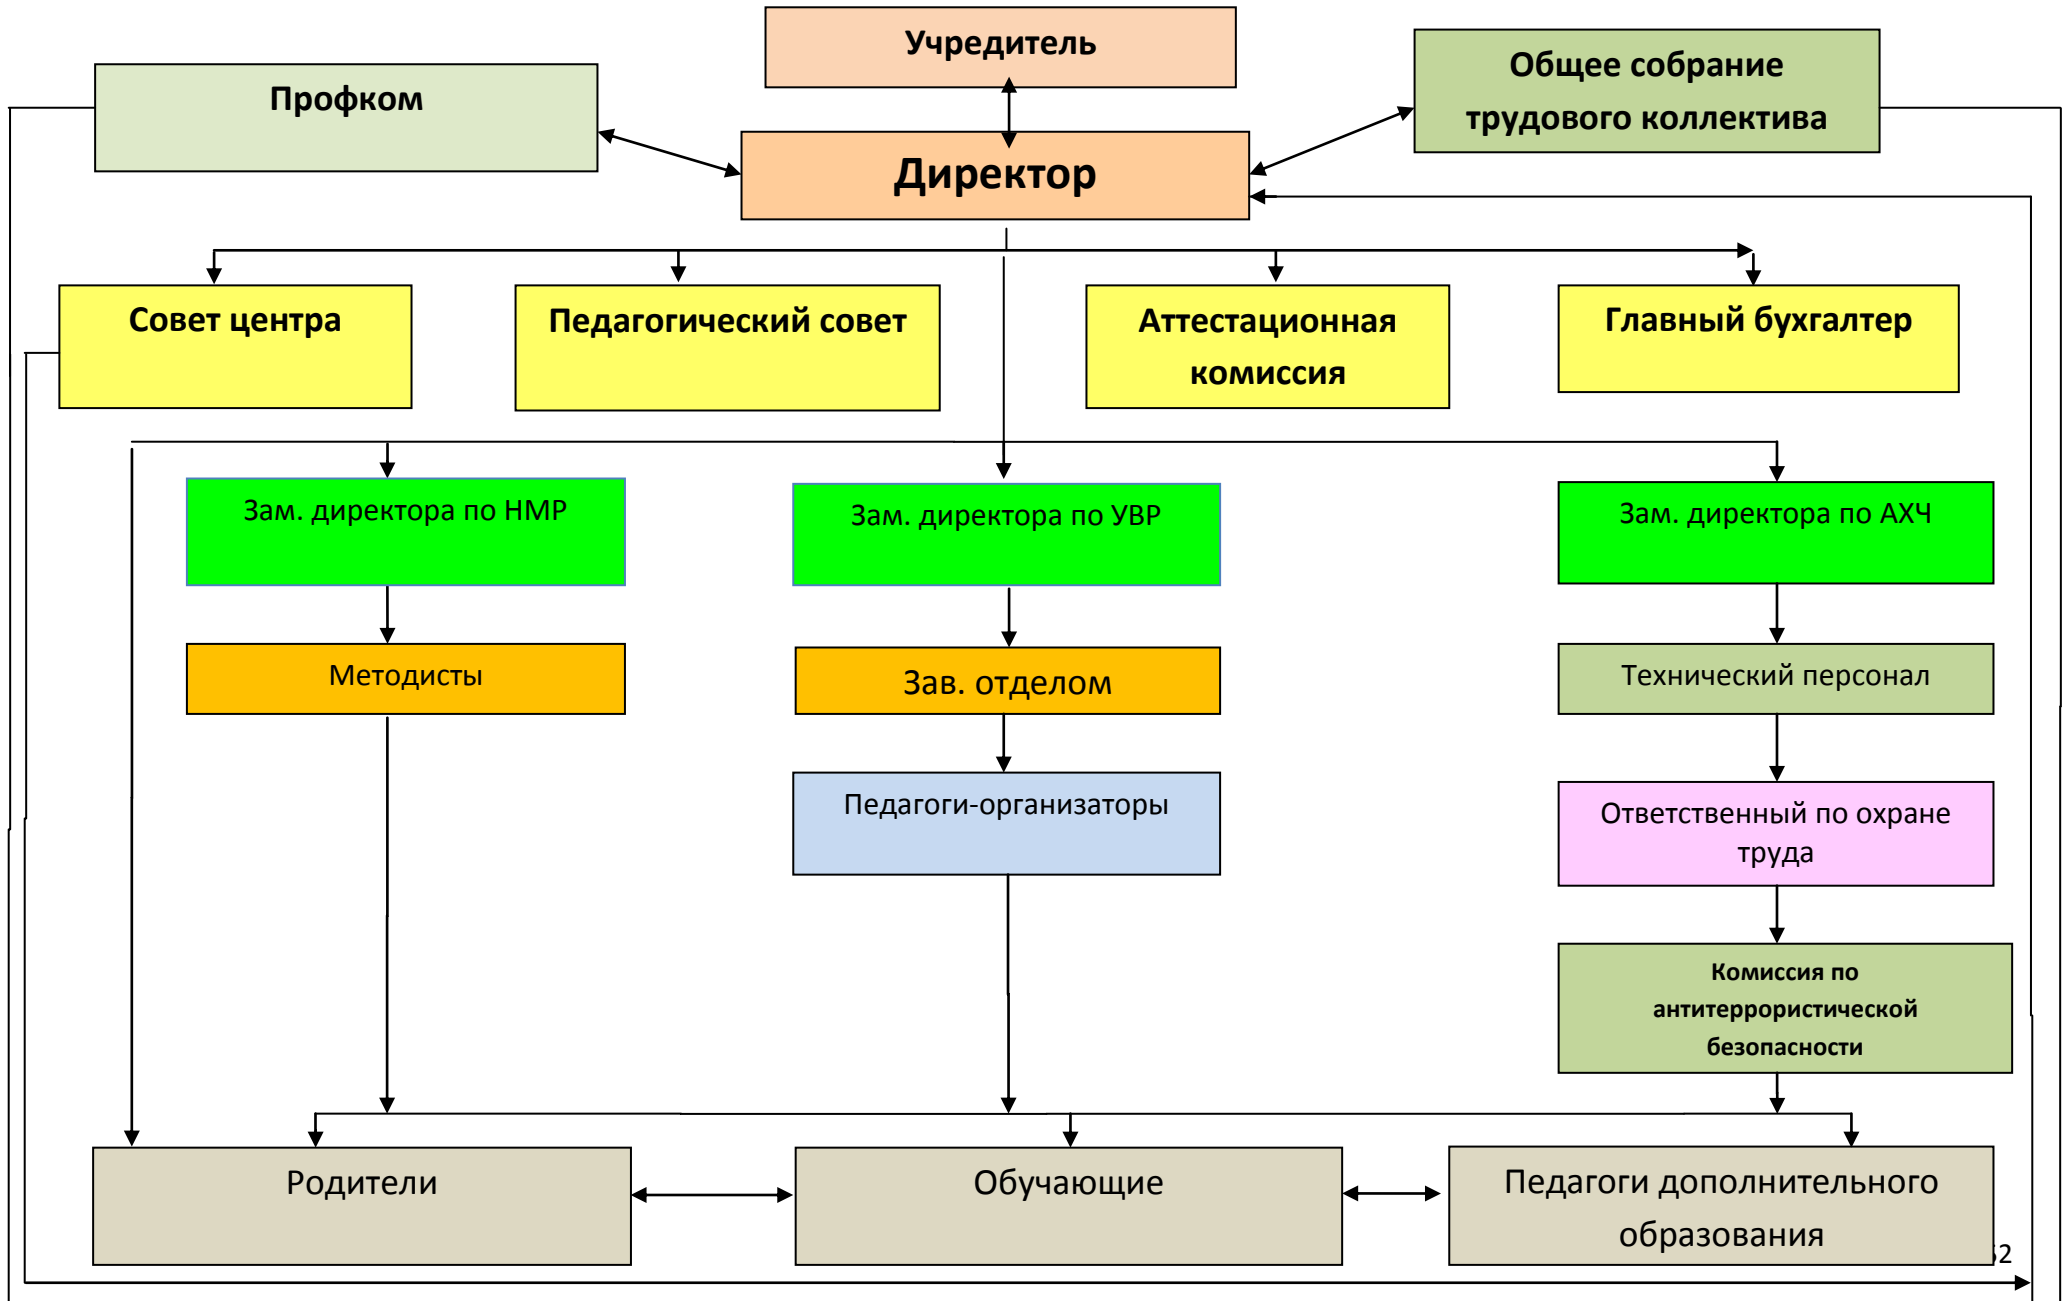 Учредитель
Профком
Общее собрание
трудового коллектива
Директор
Совет центра
Педагогический совет
Аттестационная
комиссия
Главный бухгалтер
Зам. директора по НМР
Зам. директора по УВР
Зам. директора по АХЧ
Методисты
Зав. отделом
Технический персонал
Педагоги-организаторы
Ответственный по охране
труда
Комиссия по
антитеррористической
безопасности
Родители
Обучающие
Педагоги дополнительного
образования